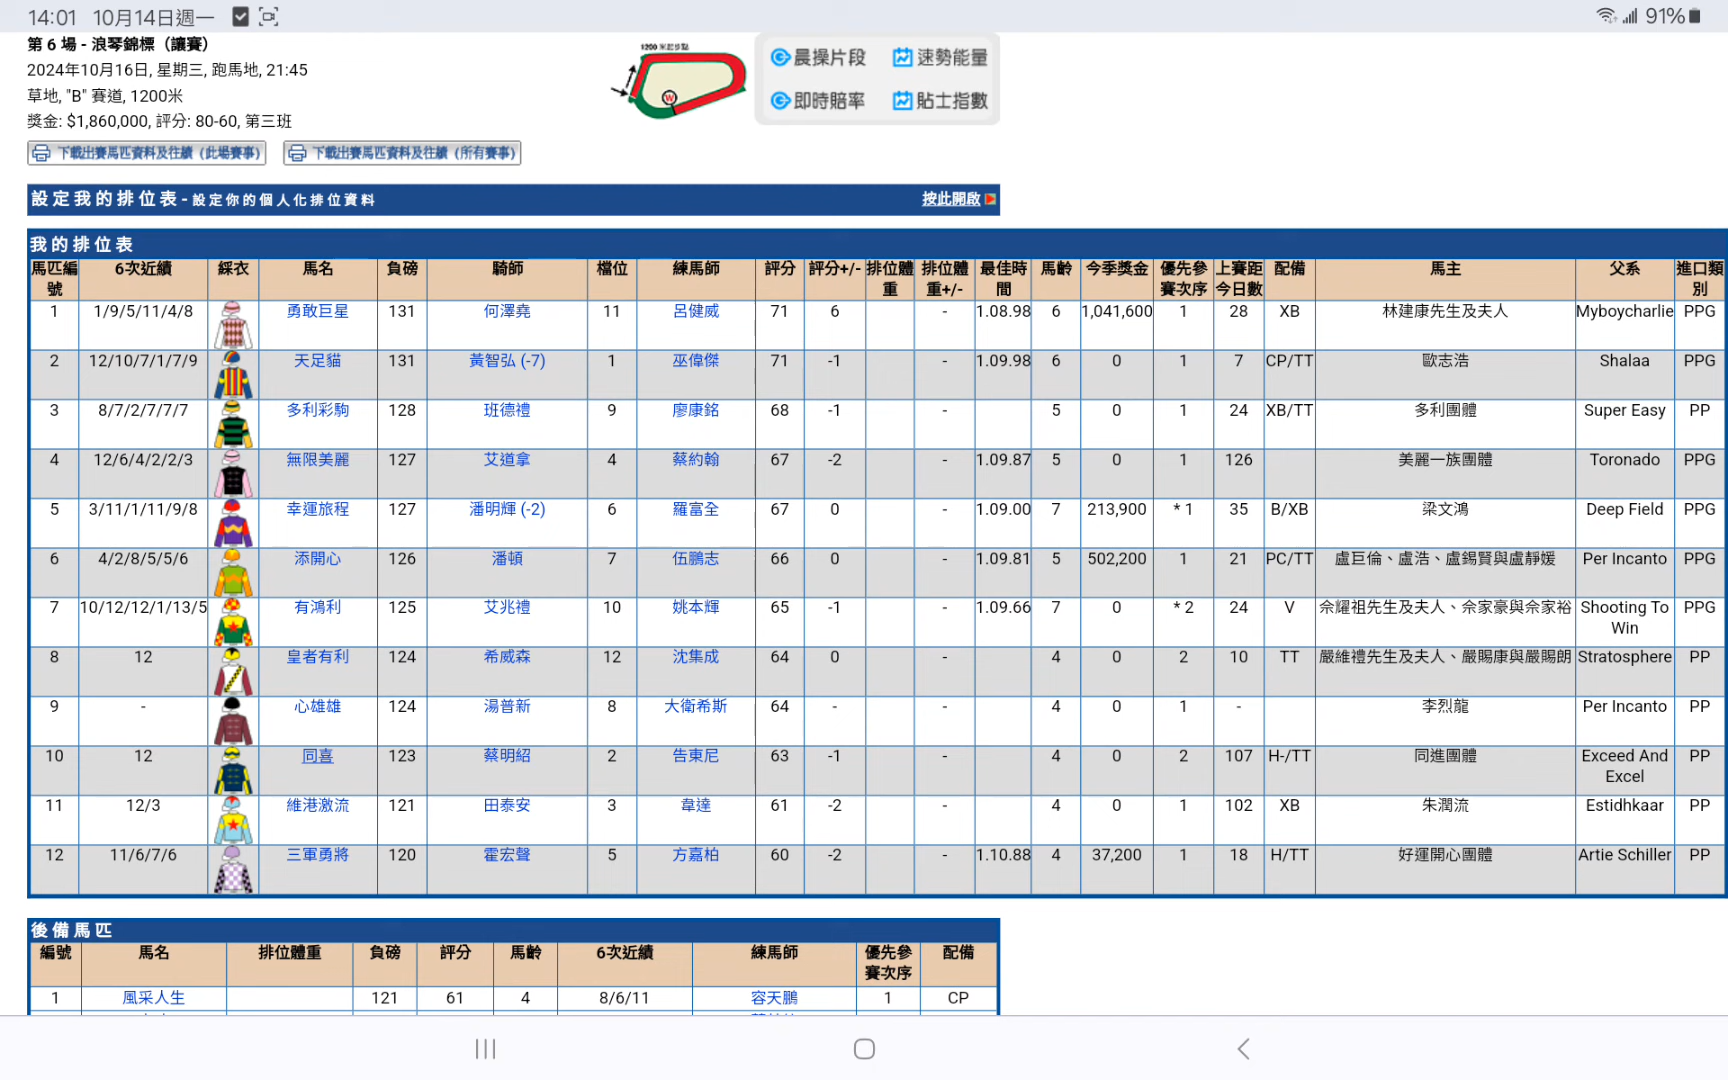 14:01 10月14日週一
91%
第 6 場 - 浪琴錦標（讓賽）
2024年10月16日, 星期三, 跑馬地, 21:45
草地, "B" 賽道, 1200米
獎金: $1,860,000, 評分: 80-60, 第三班
W
晨操片段 速勢能量
即時賠率 貼士指數
下載出賽馬匹資料及往績（此場賽事） 下載出賽馬匹資料及往績（所有賽事）
設定我的排位表 - 設定你的個人化排位資料 按此開啟
我的排位表
馬匹編號 6次近績 綵衣 馬名 負磅 騎師 檔位 練馬師 評分 評分+/- 排位體重 排位體重+/- 最佳時間 馬齡 今季獎金 優先參賽次序 上賽距今日數 配備 馬主 父系 進口類別
1 1/9/5/11/4/8 勇敢巨星 131 何澤堯 11 呂健威 71 6 - 1.08.98 6 1,041,600 1 28 XB 林建康先生及夫人 Myboycharlie PPG
2 12/10/7/1/7/9 天足貓 131 黃智弘 (-7) 1 巫偉傑 71 -1 - 1.09.98 6 0 1 7 CP/TT 歐志浩 Shalaa PPG
3 8/7/2/7/7/7 多利彩駒 128 班德禮 9 廖康銘 68 -1 - 5 0 1 24 XB/TT 多利團體 Super Easy PP
4 12/6/4/2/2/3 無限美麗 127 艾道拿 4 蔡約翰 67 -2 - 1.09.87 5 0 1 126 美麗一族團體 Toronado PPG
5 3/11/1/11/9/8 幸運旅程 127 潘明輝 (-2) 6 羅富全 67 0 - 1.09.00 7 213,900 * 1 35 B/XB 梁文鴻 Deep Field PPG
6 4/2/8/5/5/6 添開心 126 潘頓 7 伍鵬志 66 0 - 1.09.81 5 502,200 1 21 PC/TT 盧巨倫、盧浩、盧錫賢與盧靜媛 Per Incanto PPG
7 10/12/12/1/13/5 有鴻利 125 艾兆禮 10 姚本輝 65 -1 - 1.09.66 7 0 * 2 24 V 佘耀祖先生及夫人、佘家豪與佘家裕 Shooting To Win PPG
8 12 皇者有利 124 希威森 12 沈集成 64 0 - 4 0 2 10 TT 嚴維禮先生及夫人、嚴賜康與嚴賜朗 Stratosphere PP
9 - 心雄雄 124 湯普新 8 大衛希斯 64 - - 4 0 1 - 李烈龍 Per Incanto PP
10 12 同喜 123 蔡明紹 2 告東尼 63 -1 - 4 0 2 107 H-/TT 同進團體 Exceed And Excel PP
11 12/3 維港激流 121 田泰安 3 韋達 61 -2 - 4 0 1 102 XB 朱潤流 Estidhkaar PP
12 11/6/7/6 三軍勇將 120 霍宏聲 5 方嘉柏 60 -2 - 1.10.88 4 37,200 1 18 H/TT 好運開心團體 Artie Schiller PP
後備馬匹
編號 馬名 排位體重 負磅 評分 馬齡 6次近績 練馬師 優先參賽次序 配備
1 風采人生 121 61 4 8/6/11 容天鵬 1 CP